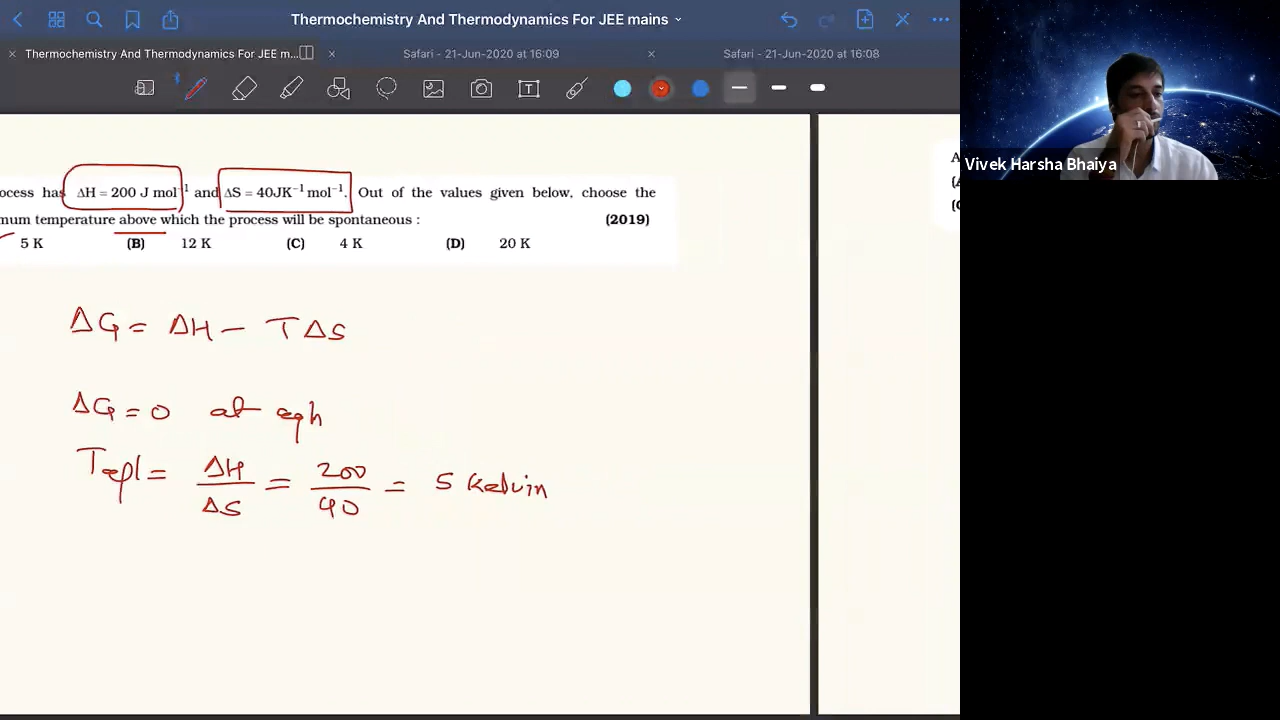 Thermochemistry And Thermodynamics For JEE mains
Thermochemistry And Thermodynamics For JEE m...
Safari - 21-Jun-2020 at 16:09
Safari - 21-Jun-2020 at 16:08
T
Vivek Harsha Bhaiya
ocess has ΔH = 200 J mol⁻¹ and ΔS = 40JK⁻¹ mol⁻¹. Out of the values given below, choose the
mum temperature above which the process will be spontaneous : (2019)
5 K (B) 12 K (C) 4 K (D) 20 K
ΔG = ΔH - TΔS
ΔG = 0 at eqb
T = ΔH/ΔS = 200/40 = 5 Kelvin